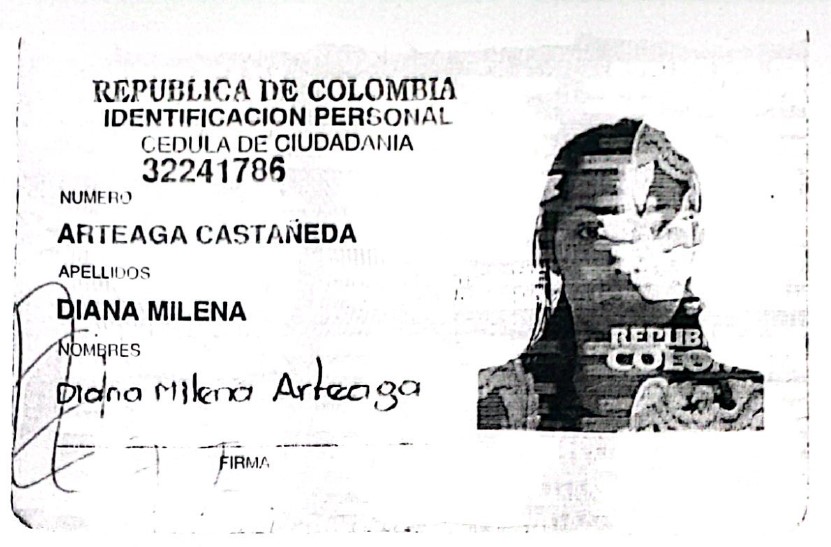 REPUBLICA DE COLOMBIA
IDENTIFICACION PERSONAL
CEDULA DE CIUDADANIA
32241786
NUMERO
ARTEAGA CASTAÑEDA
APELLIDOS
DIANA MILENA
NOMBRES
Diana Milena Arteaga
FIRMA
REPUB
COLO